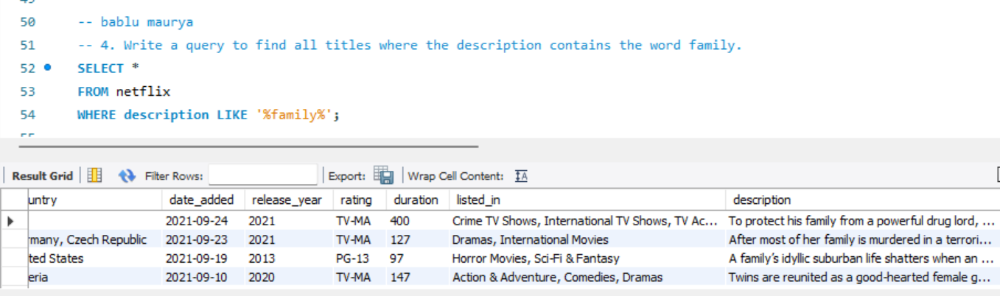 50 -- bablu maurya
51 -- 4. Write a query to find all titles where the description contains the word family.
52 SELECT *
53 FROM netflix
54 WHERE description LIKE '%family%';
Result Grid Filter Rows: Export: Wrap Cell Content:
untry date_added release_year rating duration listed_in description
2021-09-24 2021 TV-MA 400 Crime TV Shows, International TV Shows, TV Ac... To protect his family from a powerful drug lord, ...
rmany, Czech Republic 2021-09-23 2021 TV-MA 127 Dramas, International Movies After most of her family is murdered in a terrori...
ted States 2021-09-19 2013 PG-13 97 Horror Movies, Sci-Fi & Fantasy A family’s idyllic suburban life shatters when an ...
eria 2021-09-10 2020 TV-MA 147 Action & Adventure, Comedies, Dramas Twins are reunited as a good-hearted female g...